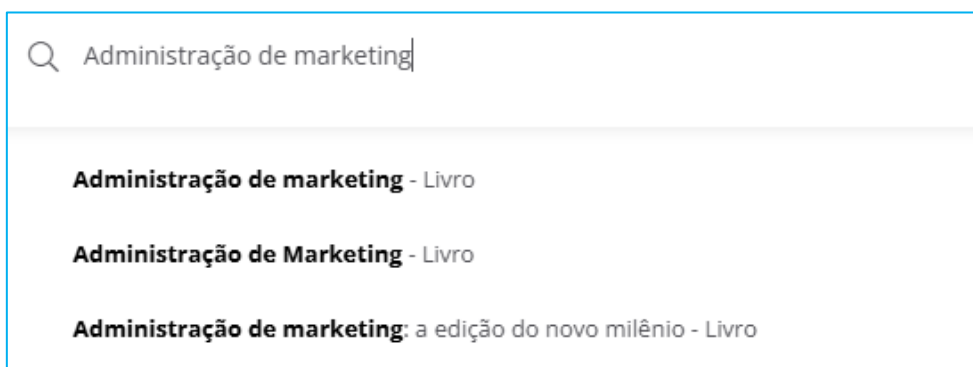 Administração de marketing
Administração de marketing - Livro
Administração de Marketing - Livro
Administração de marketing: a edição do novo milênio - Livro